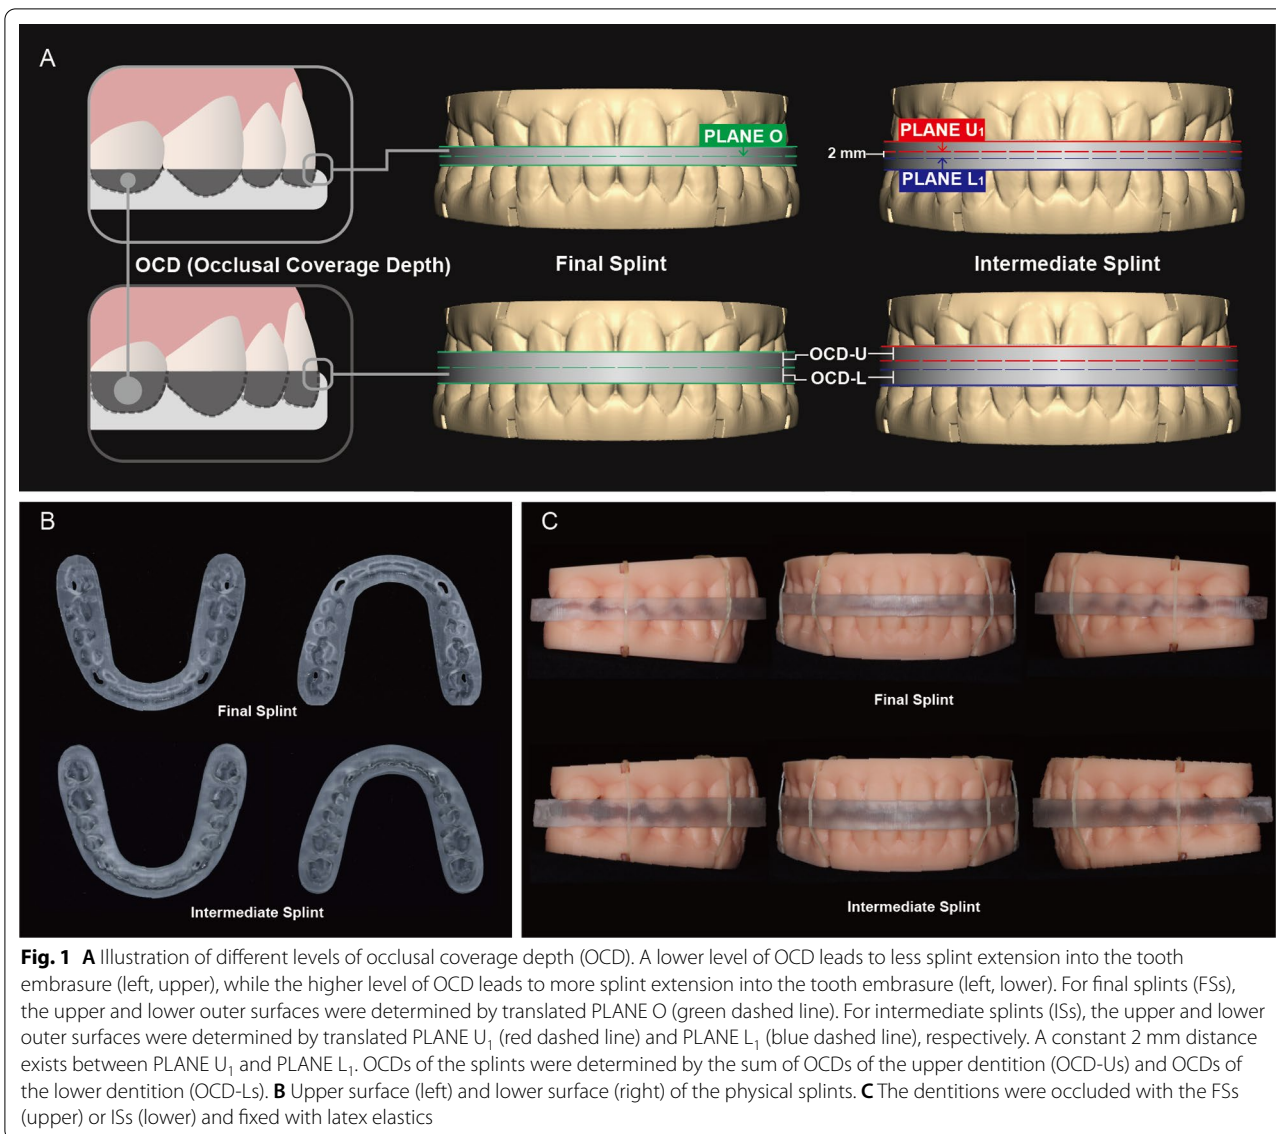 A
PLANE O
PLANE U1
2 mm
PLANE L1
OCD (Occlusal Coverage Depth)
Final Splint
Intermediate Splint
OCD-U
OCD-L
B
Final Splint
Intermediate Splint
C
Final Splint
Intermediate Splint
Fig. 1 A Illustration of different levels of occlusal coverage depth (OCD). A lower level of OCD leads to less splint extension into the tooth
embrasure (left, upper), while the higher level of OCD leads to more splint extension into the tooth embrasure (left, lower). For final splints (FSs),
the upper and lower outer surfaces were determined by translated PLANE O (green dashed line). For intermediate splints (ISs), the upper and lower
outer surfaces were determined by translated PLANE U1 (red dashed line) and PLANE L1 (blue dashed line), respectively. A constant 2 mm distance
exists between PLANE U1 and PLANE L1. OCDs of the splints were determined by the sum of OCDs of the upper dentition (OCD-Us) and OCDs of
the lower dentition (OCD-Ls). B Upper surface (left) and lower surface (right) of the physical splints. C The dentitions were occluded with the FSs
(upper) or ISs (lower) and fixed with latex elastics